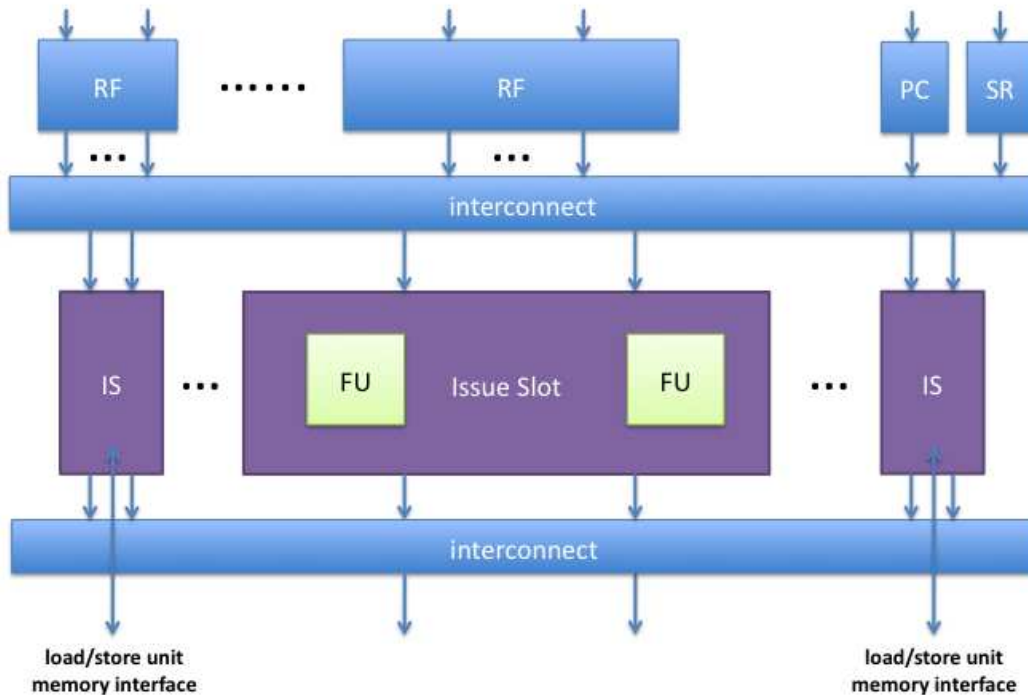 RF
......
RF
PC
SR
...
...
interconnect
IS
...
FU
Issue Slot
FU
...
IS
interconnect
load/store unit
memory interface
load/store unit
memory interface